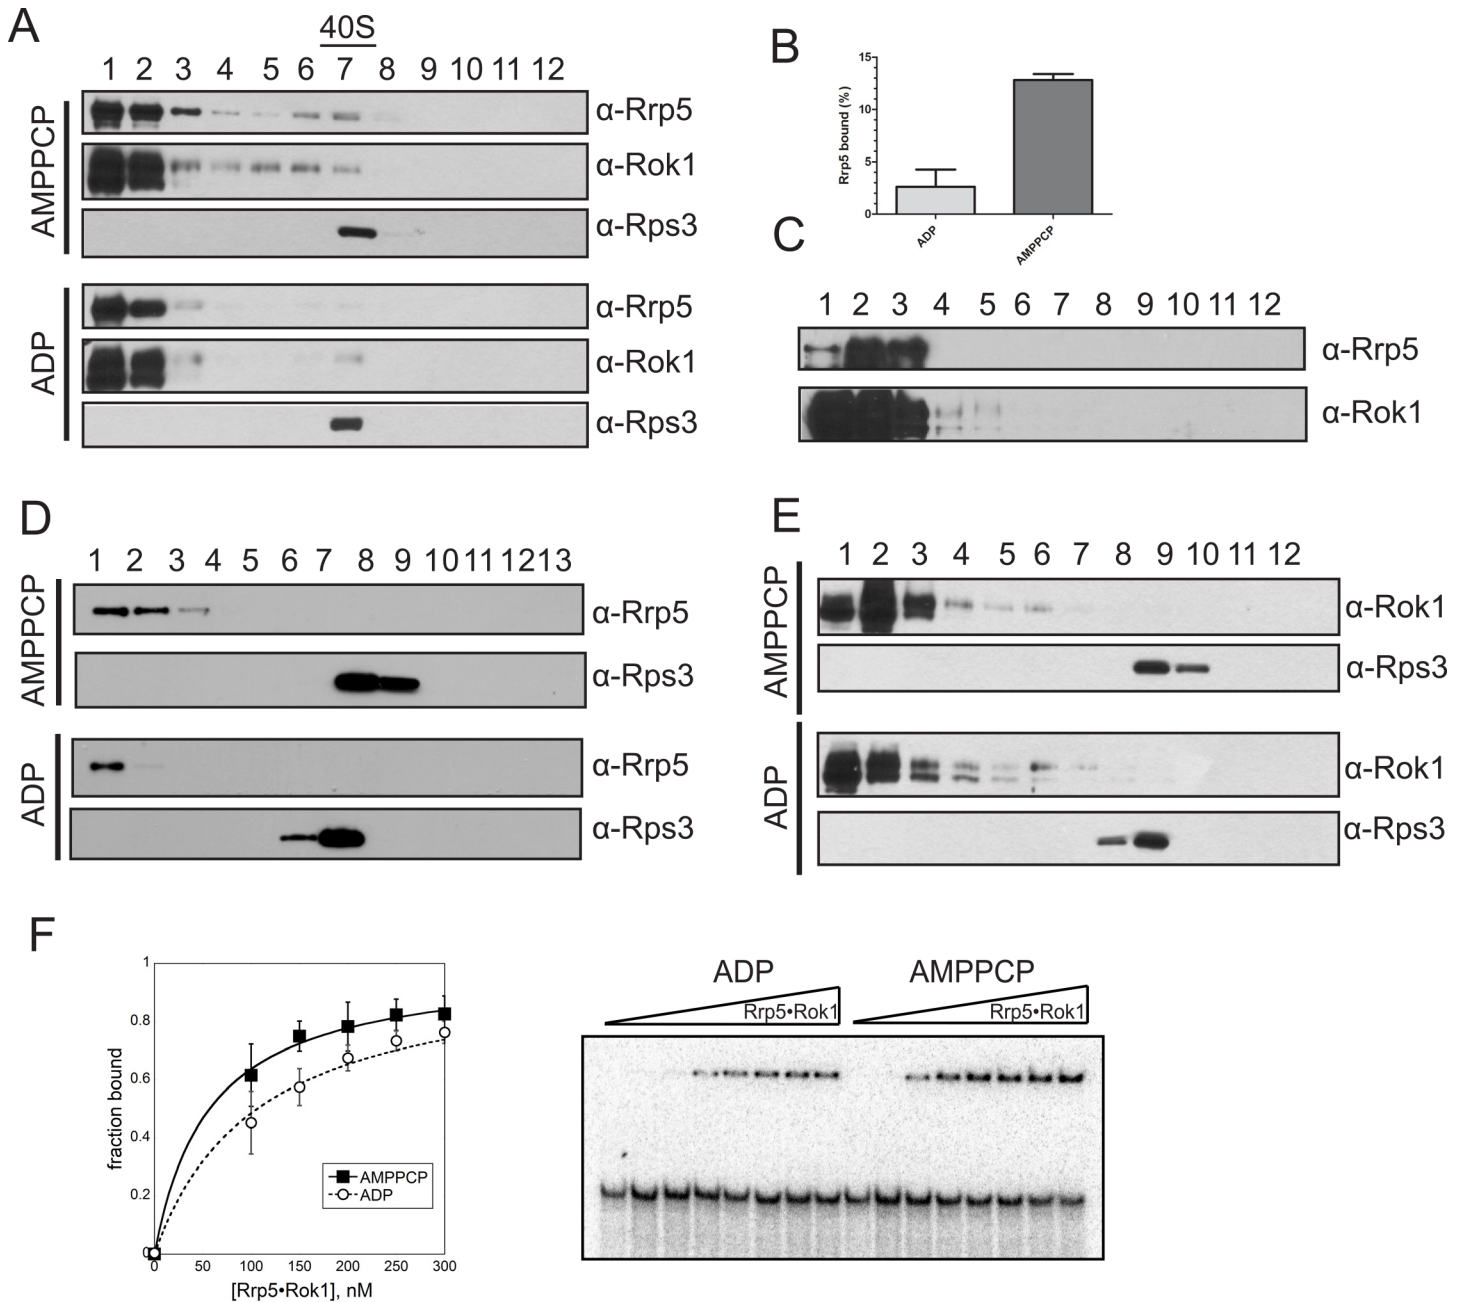 A
40S
1 2 3 4 5 6 7 8 9 10 11 12
AMPPCP
α-Rrp5
α-Rok1
α-Rps3
ADP
α-Rrp5
α-Rok1
α-Rps3
B
15
10
5
0
Rrp5 bound (%)
ADP
AMPPCP
C
1 2 3 4 5 6 7 8 9 10 11 12
α-Rrp5
α-Rok1
D
1 2 3 4 5 6 7 8 9 10 11 12 13
AMPPCP
α-Rrp5
α-Rps3
ADP
α-Rrp5
α-Rps3
E
1 2 3 4 5 6 7 8 9 10 11 12
AMPPCP
α-Rok1
α-Rps3
ADP
α-Rok1
α-Rps3
F
1
0.8
0.6
0.4
0.2
0
fraction bound
AMPPCP
ADP
0 50 100 150 200 250 300
[Rrp5•Rok1], nM
ADP AMPPCP
Rrp5•Rok1 Rrp5•Rok1